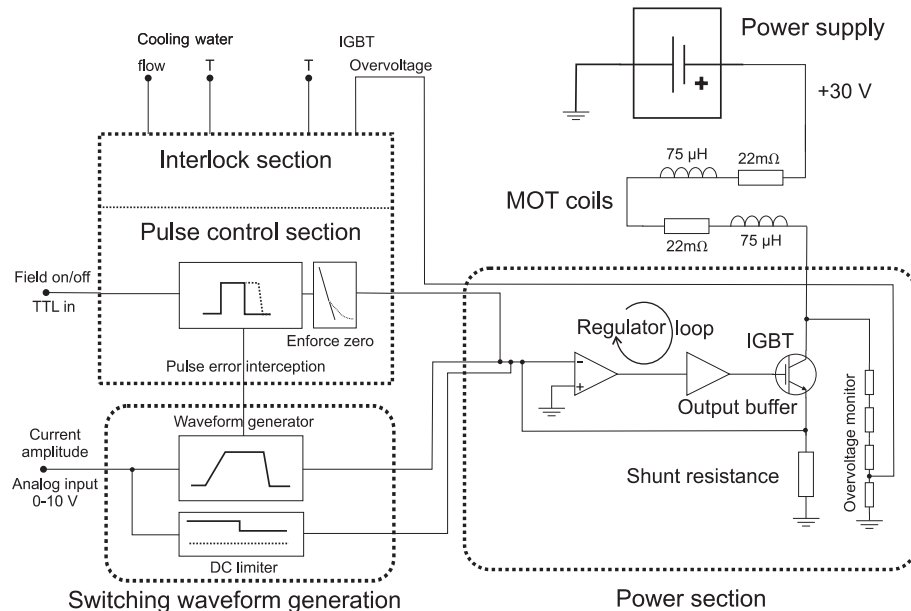 Cooling water
flow
T
T
IGBT
Overvoltage
Interlock section
Pulse control section
Field on/off
TTL in
Enforce zero
Pulse error interception
Waveform generator
Current
amplitude
Analog input
0-10 V
DC limiter
Switching waveform generation
Power supply
+
+30 V
75 µH
22mΩ
MOT coils
22mΩ
75 µH
Regulator loop
IGBT
-
+
Output buffer
Shunt resistance
Overvoltage monitor
Power section